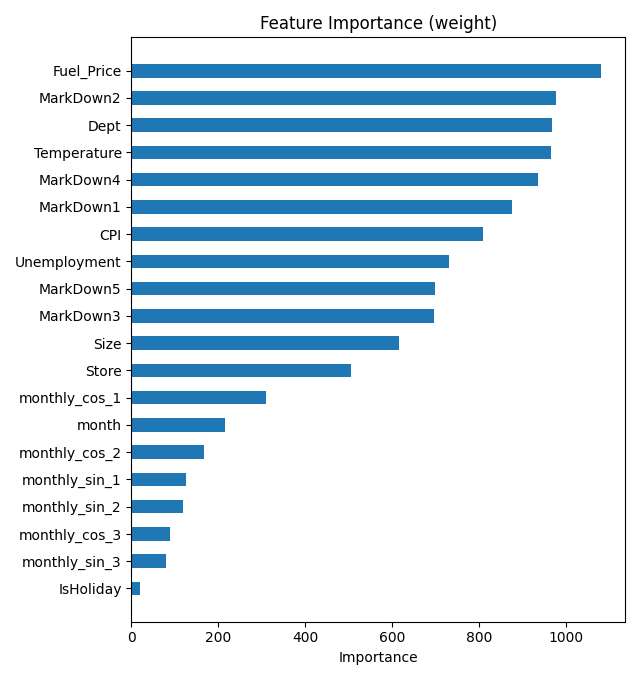 Feature Importance (weight)
Fuel_Price
MarkDown2
Dept
Temperature
MarkDown4
MarkDown1
CPI
Unemployment
MarkDown5
MarkDown3
Size
Store
monthly_cos_1
month
monthly_cos_2
monthly_sin_1
monthly_sin_2
monthly_cos_3
monthly_sin_3
IsHoliday
0 200 400 600 800 1000
Importance